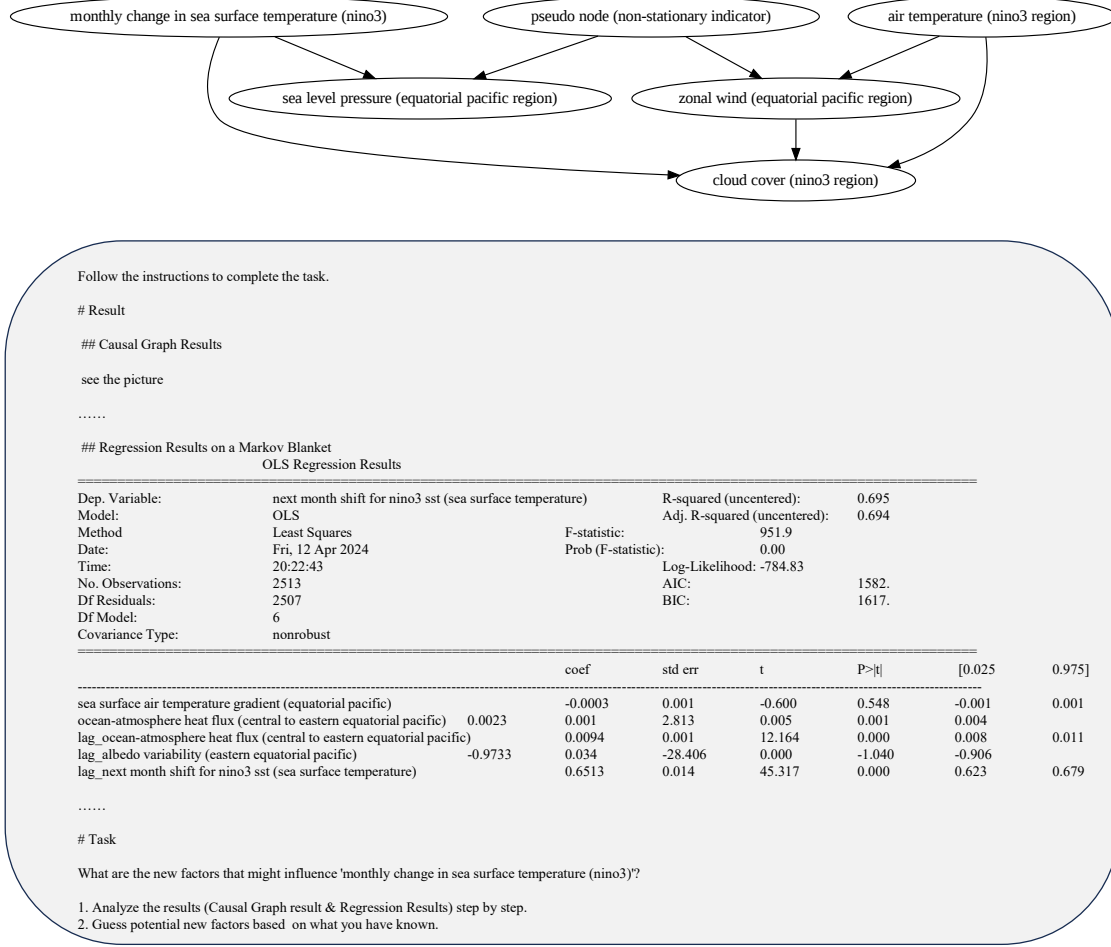 monthly change in sea surface temperature (nino3)
pseudo node (non-stationary indicator)
air temperature (nino3 region)
sea level pressure (equatorial pacific region)
zonal wind (equatorial pacific region)
cloud cover (nino3 region)
Follow the instructions to complete the task.
# Result
## Causal Graph Results
see the picture
……
## Regression Results on a Markov Blanket
OLS Regression Results
==============================================================================
Dep. Variable: next month shift for nino3 sst (sea surface temperature) R-squared (uncentered): 0.695
Model: OLS Adj. R-squared (uncentered): 0.694
Method Least Squares F-statistic: 951.9
Date: Fri, 12 Apr 2024 Prob (F-statistic): 0.00
Time: 20:22:43 Log-Likelihood: -784.83
No. Observations: 2513 AIC: 1582.
Df Residuals: 2507 BIC: 1617.
Df Model: 6
Covariance Type: nonrobust
==============================================================================
coef std err t P>|t| [0.025 0.975]
------------------------------------------------------------------------------
sea surface air temperature gradient (equatorial pacific) -0.0003 0.001 -0.600 0.548 -0.001 0.001
ocean-atmosphere heat flux (central to eastern equatorial pacific) 0.0023 0.001 2.813 0.005 0.001 0.004
lag_ocean-atmosphere heat flux (central to eastern equatorial pacific) 0.0094 0.001 12.164 0.000 0.008 0.011
lag_albedo variability (eastern equatorial pacific) -0.9733 0.034 -28.406 0.000 -1.040 -0.906
lag_next month shift for nino3 sst (sea surface temperature) 0.6513 0.014 45.317 0.000 0.623 0.679
……
# Task
What are the new factors that might influence 'monthly change in sea surface temperature (nino3)'?
1. Analyze the results (Causal Graph result & Regression Results) step by step.
2. Guess potential new factors based on what you have known.